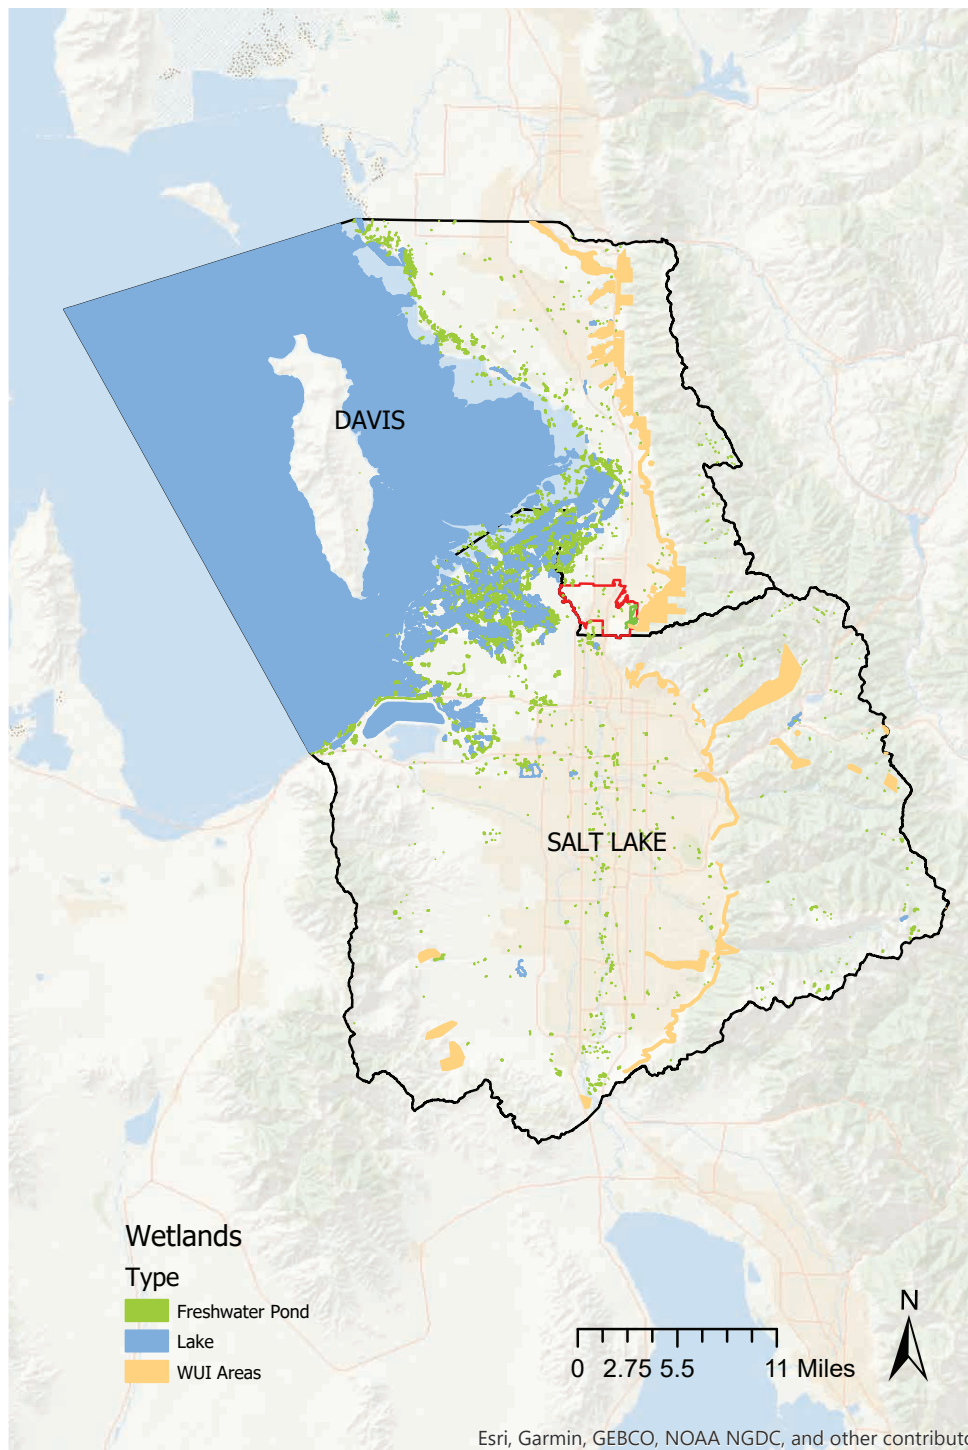 DAVIS
SALT LAKE
Wetlands
Type
Freshwater Pond
Lake
WUI Areas
N
0 2.75 5.5 11 Miles
Esri, Garmin, GEBCO, NOAA NGDC, and other contributo